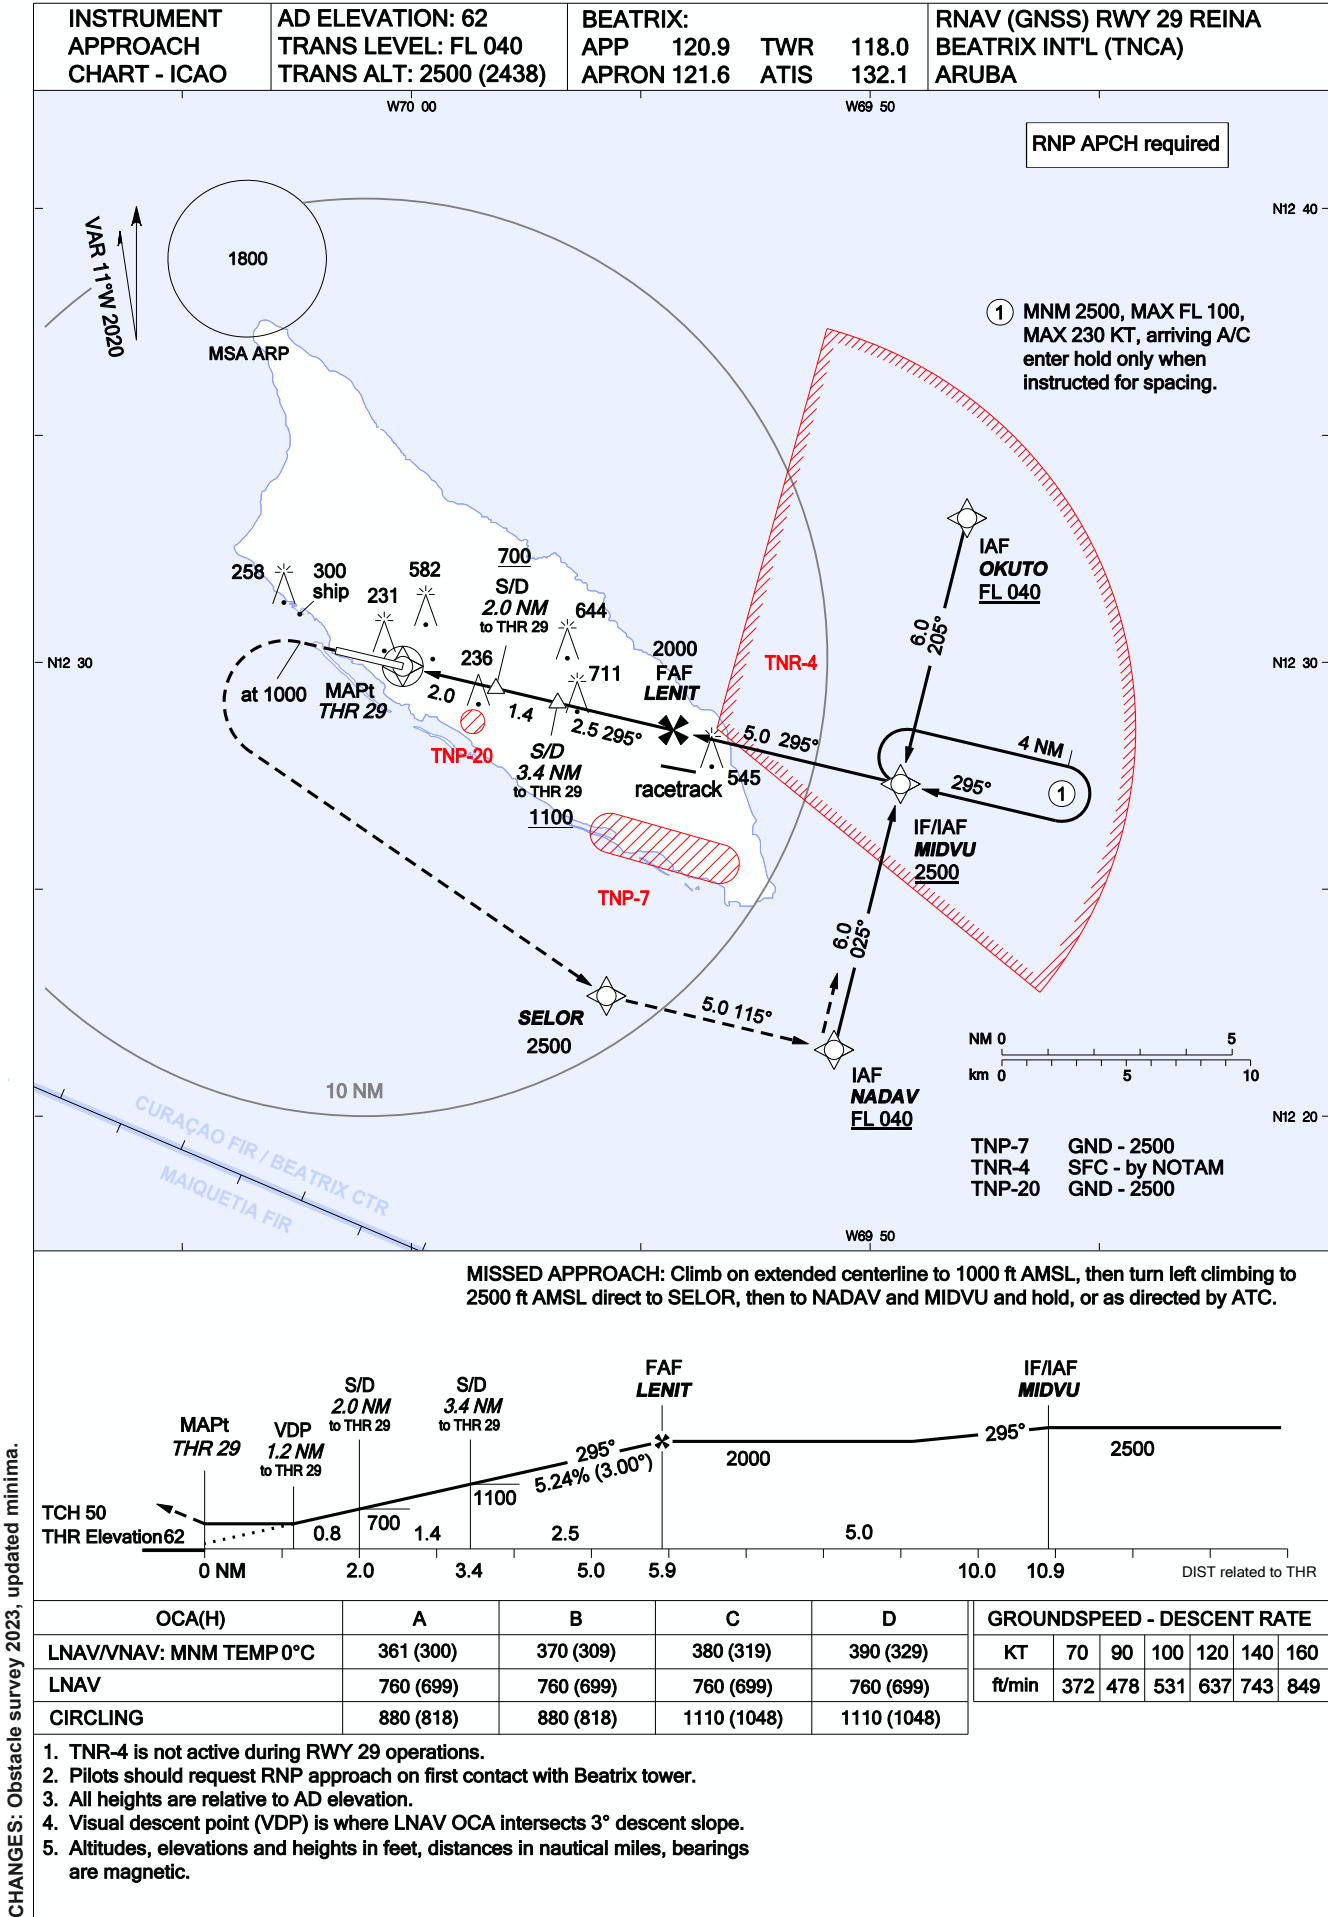 INSTRUMENT
APPROACH
CHART - ICAO
AD ELEVATION: 62
TRANS LEVEL: FL 040
TRANS ALT: 2500 (2438)
BEATRIX:
APP 120.9 TWR 118.0
APRON 121.6 ATIS 132.1
RNAV (GNSS) RWY 29 REINA
BEATRIX INT'L (TNCA)
ARUBA
W70 00
W69 50
RNP APCH required
N12 40
VAR 11°W 2020
1800
MSA ARP
1 MNM 2500, MAX FL 100,
MAX 230 KT, arriving A/C
enter hold only when
instructed for spacing.
IAF
OKUTO
FL 040
6.0
205°
700
S/D
2.0 NM
to THR 29
258
300
ship
231
582
644
236
711
2000
FAF
LENIT
TNR-4
N12 30
N12 30
at 1000
MAPt
THR 29
2.0
1.4
2.5 295°
5.0 295°
4 NM
295°
1
TNP-20
S/D
3.4 NM
to THR 29
1100
racetrack
545
IF/IAF
MIDVU
2500
TNP-7
6.0
025°
SELOR
2500
5.0 115°
IAF
NADAV
FL 040
NM 0 5
km 0 5 10
10 NM
N12 20
CURAÇAO FIR / BEATRIX CTR
MAIQUETIA FIR
TNP-7 GND - 2500
TNR-4 SFC - by NOTAM
TNP-20 GND - 2500
W69 50
MISSED APPROACH: Climb on extended centerline to 1000 ft AMSL, then turn left climbing to
2500 ft AMSL direct to SELOR, then to NADAV and MIDVU and hold, or as directed by ATC.
MAPt
THR 29
VDP
1.2 NM
to THR 29
S/D
2.0 NM
to THR 29
S/D
3.4 NM
to THR 29
FAF
LENIT
IF/IAF
MIDVU
295°
5.24% (3.00°)
295°
2000
2500
1100
700
TCH 50
THR Elevation62
0.8
1.4
2.5
5.0
0 NM 2.0 3.4 5.0 5.9 10.0 10.9 DIST related to THR
OCA(H) A B C D
LNAV/VNAV: MNM TEMP 0°C 361 (300) 370 (309) 380 (319) 390 (329)
LNAV 760 (699) 760 (699) 760 (699) 760 (699)
CIRCLING 880 (818) 880 (818) 1110 (1048) 1110 (1048)
GROUNDSPEED - DESCENT RATE
KT 70 90 100 120 140 160
ft/min 372 478 531 637 743 849
1. TNR-4 is not active during RWY 29 operations.
2. Pilots should request RNP approach on first contact with Beatrix tower.
3. All heights are relative to AD elevation.
4. Visual descent point (VDP) is where LNAV OCA intersects 3° descent slope.
5. Altitudes, elevations and heights in feet, distances in nautical miles, bearings
are magnetic.
CHANGES: Obstacle survey 2023, updated minima.